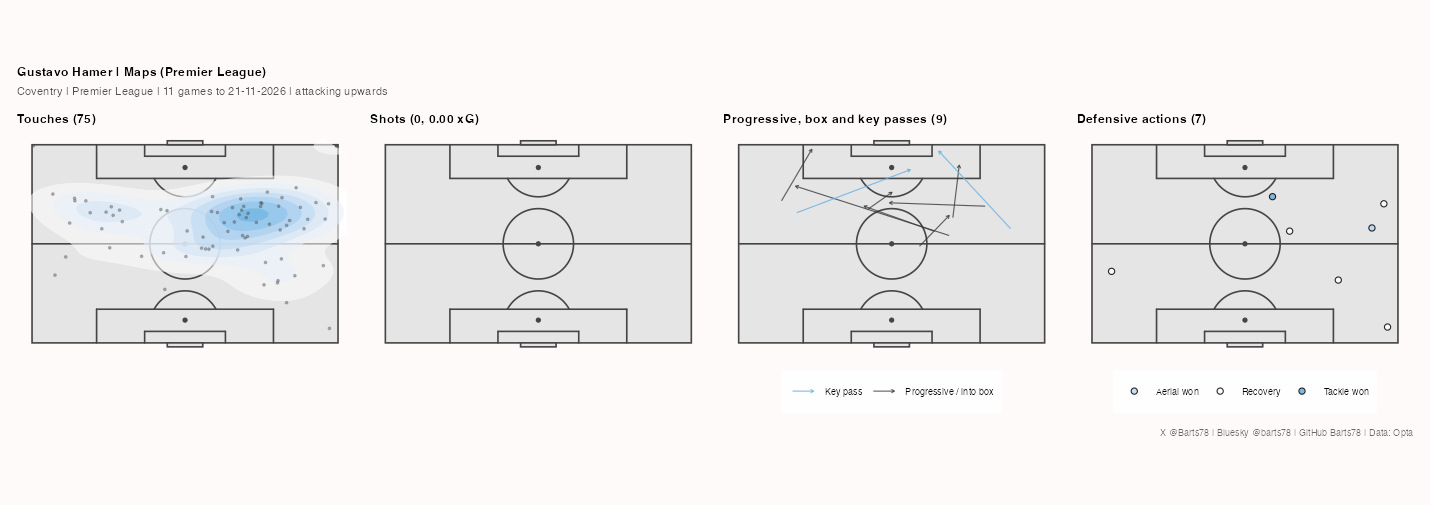 Gustavo Hamer | Maps (Premier League)
Coventry | Premier League | 11 games to 21-11-2026 | attacking upwards
Touches (75)
Shots (0, 0.00 xG)
Progressive, box and key passes (9)
Defensive actions (7)
Key pass
Progressive / into box
Aerial won
Recovery
Tackle won
X @Barts78 | Bluesky @barts78 | GitHub Barts78 | Data: Opta